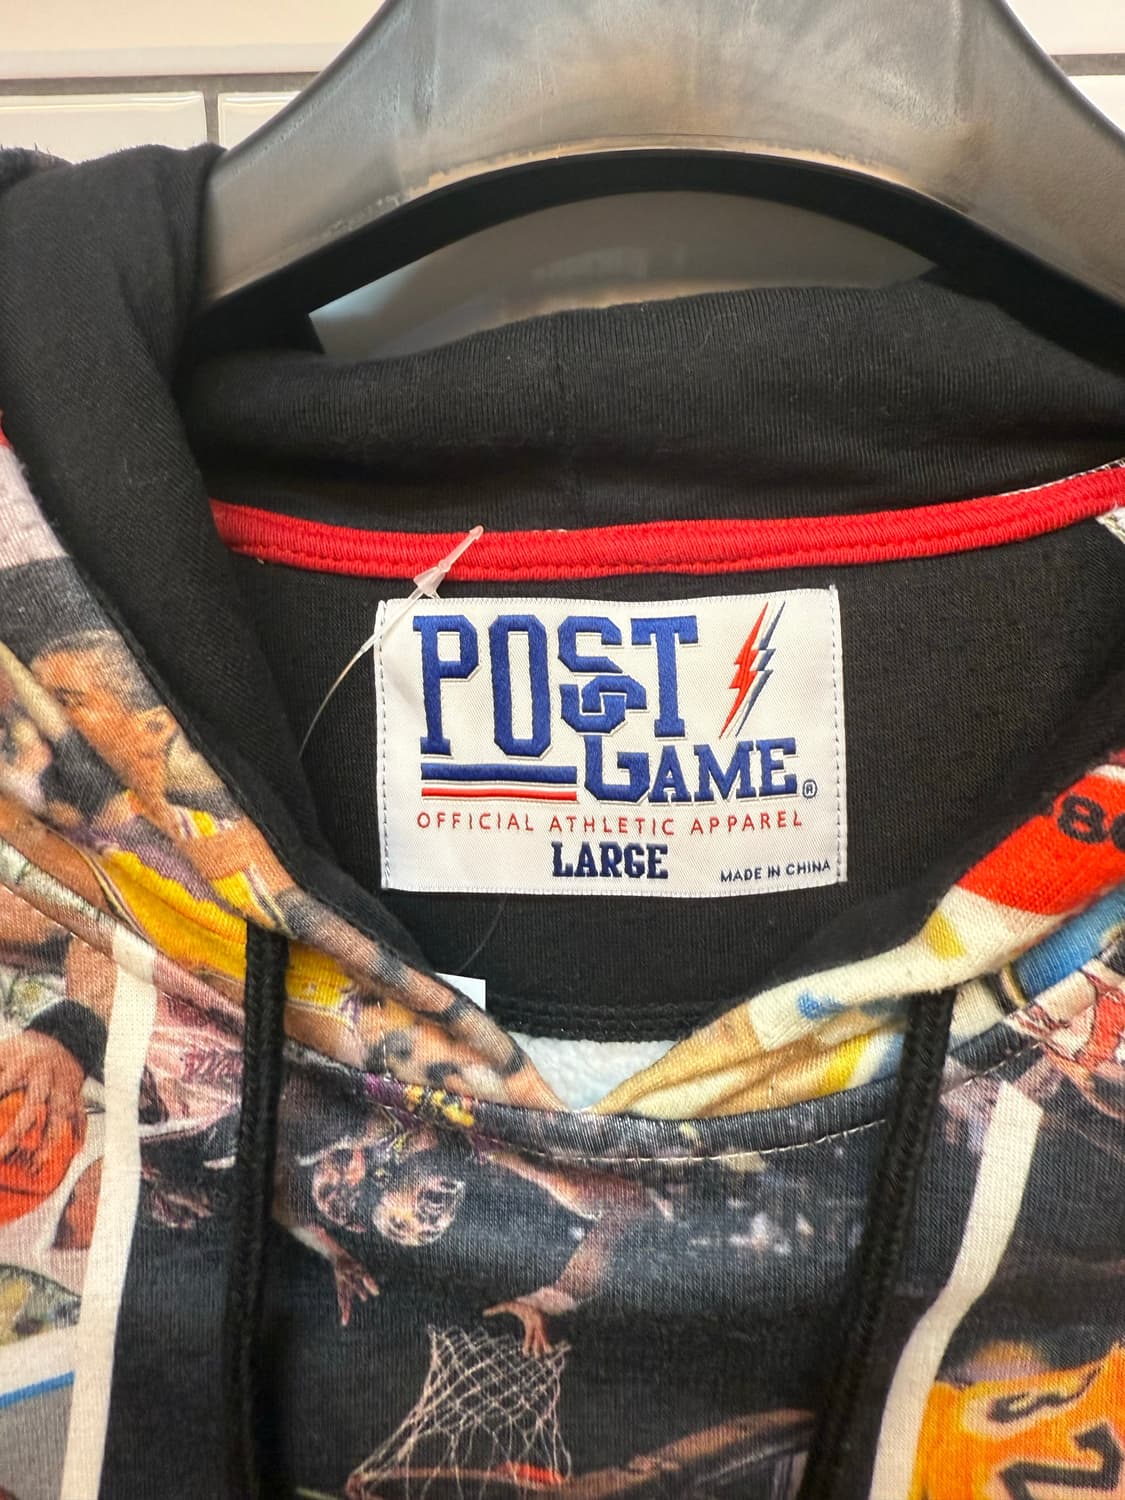 POST
GAME®
OFFICIAL ATHLETIC APPAREL
LARGE
MADE IN CHINA